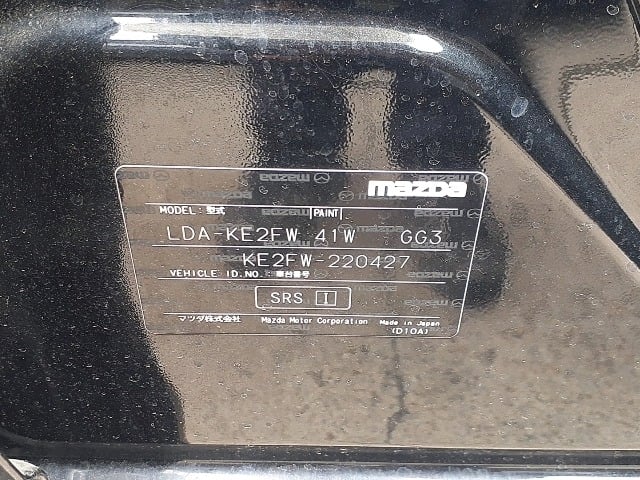 mazda
MODEL: 型式 PAINT
LDA-KE2FW 41W GG3
KE2FW-220427
VEHICLE ID.NO.: 車台番号
SRS I
マツダ株式会社 Mazda Motor Corporation Made in Japan
(D10A)